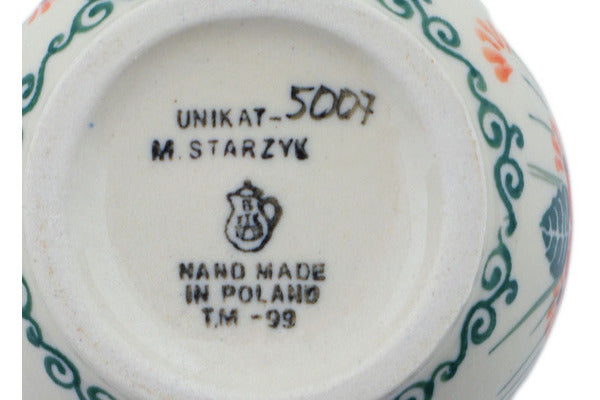 UNIKAT-5007
M. STARZYK
HAND MADE
IN POLAND
T.M -99